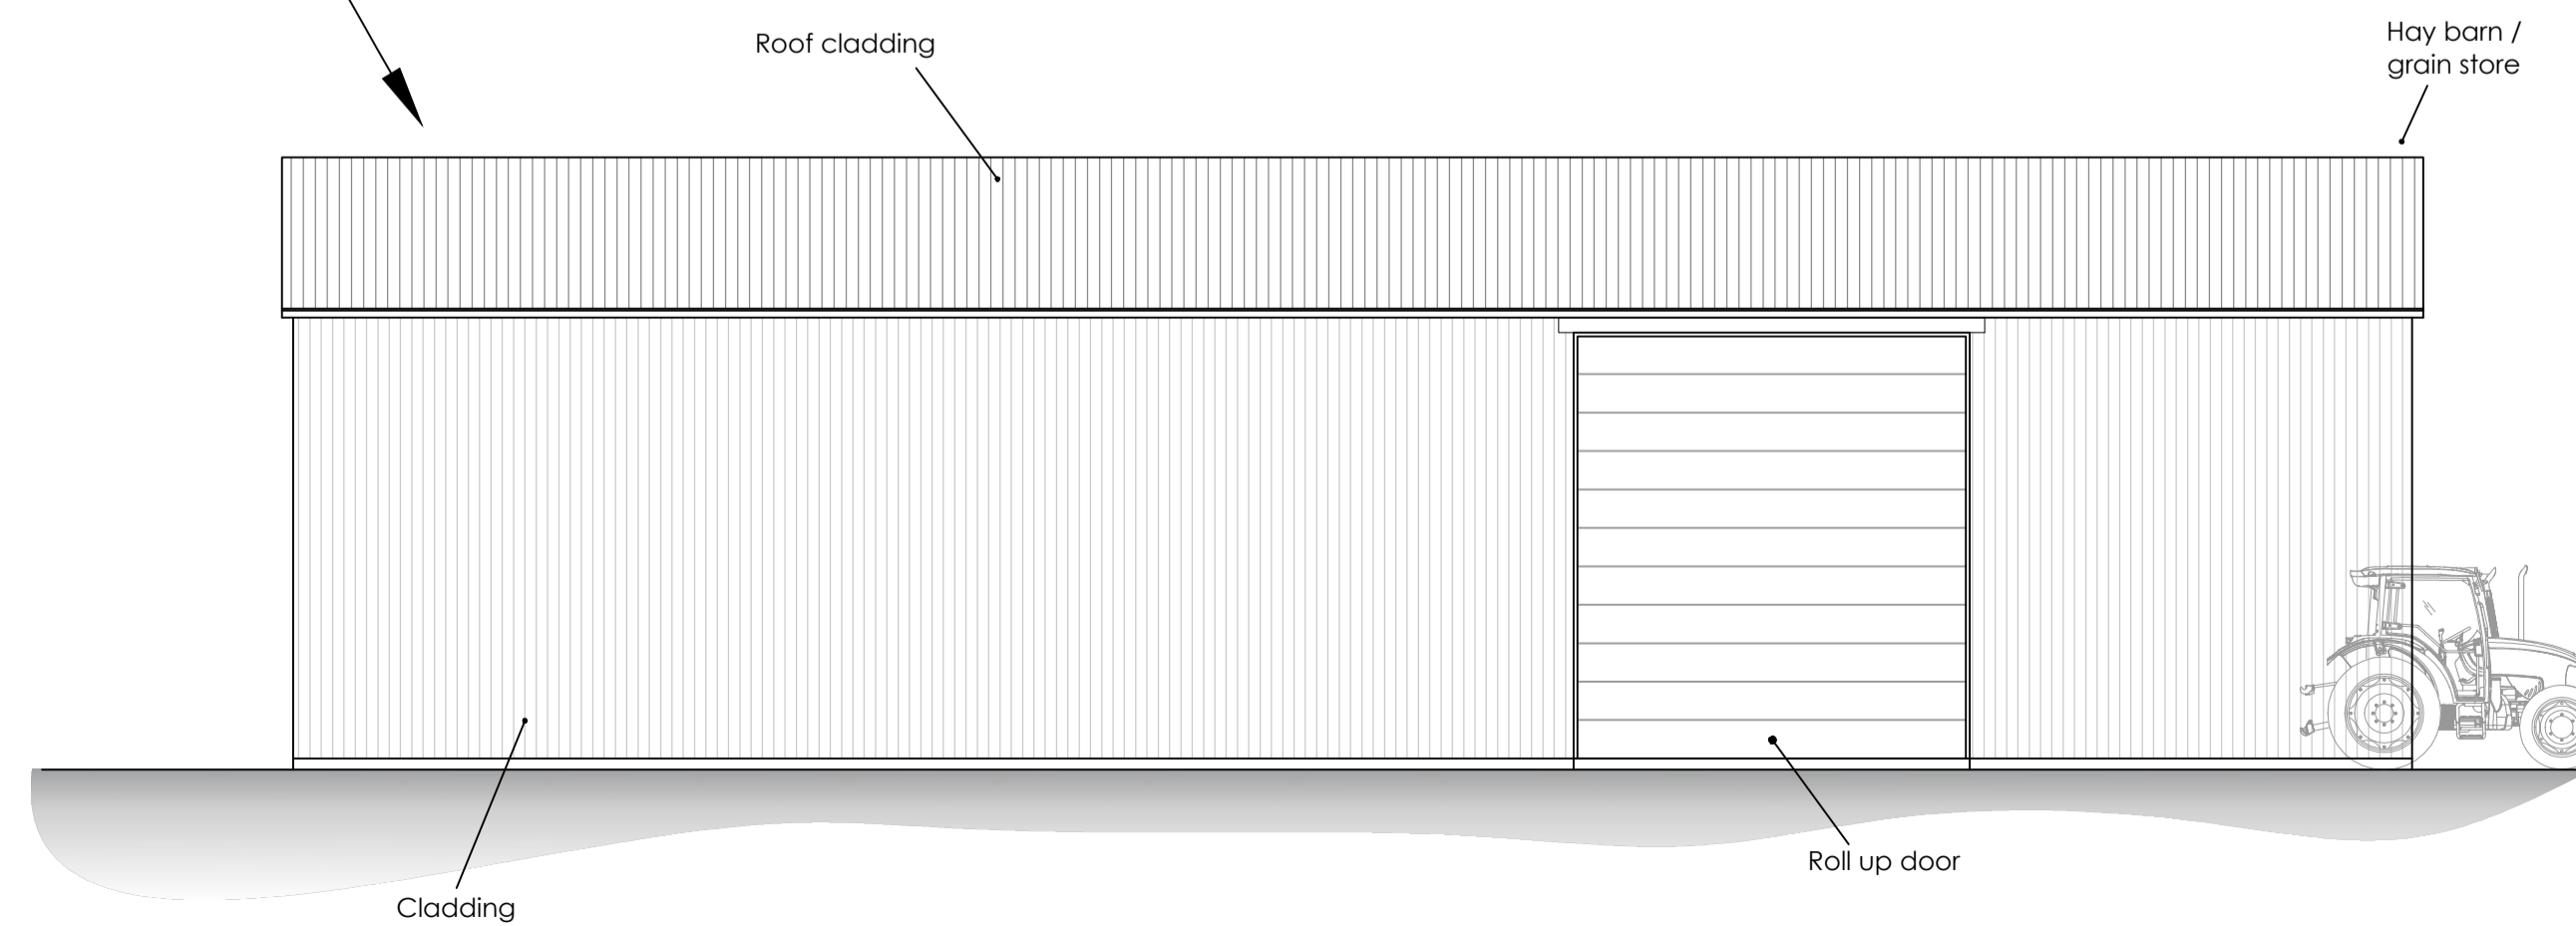 Roof cladding
Hay barn /
grain store
Roll up door
Cladding